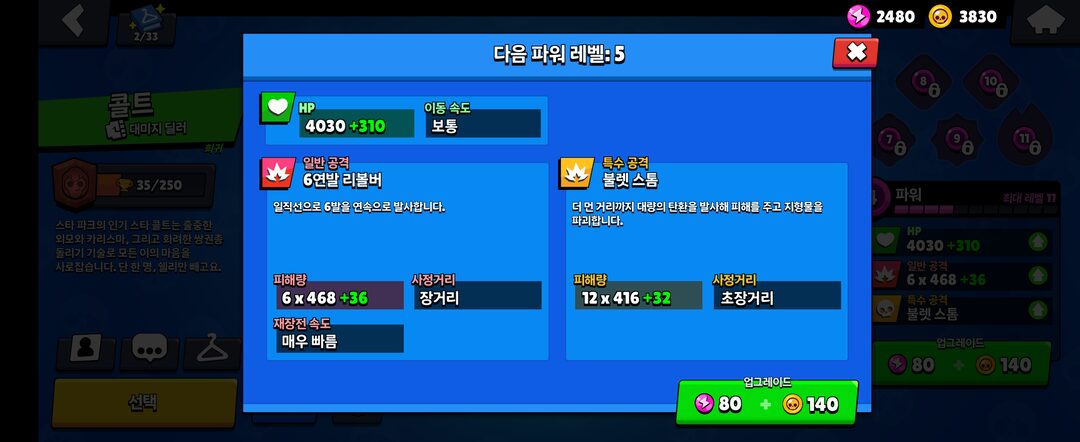 2/33
2480
3830
다음 파워 레벨: 5
HP
4030 +310
이동 속도
보통
일반 공격
6연발 리볼버
일직선으로 6발을 연속으로 발사합니다.
피해량
6 x 468 +36
사정거리
장거리
재장전 속도
매우 빠름
특수 공격
불렛 스톰
더 먼 거리까지 대량의 탄환을 발사해 피해를 주고 지형물을
파괴합니다.
피해량
12 x 416 +32
사정거리
초장거리
업그레이드
80 + 140
콜트
대미지 딜러
희귀
35/250
스타 파크의 인기 스타 콜트는 출중한
외모와 카리스마, 그리고 화려한 쌍권총
돌리기 기술로 모든 이의 마음을
사로잡습니다. 단 한 명, 쉘리만 빼고요.
선택
8
10
7
9
11
4
파워
최대 레벨 11
HP
4030 +310
일반 공격
6 x 468 +36
특수 공격
불렛 스톰
업그레이드
80 + 140